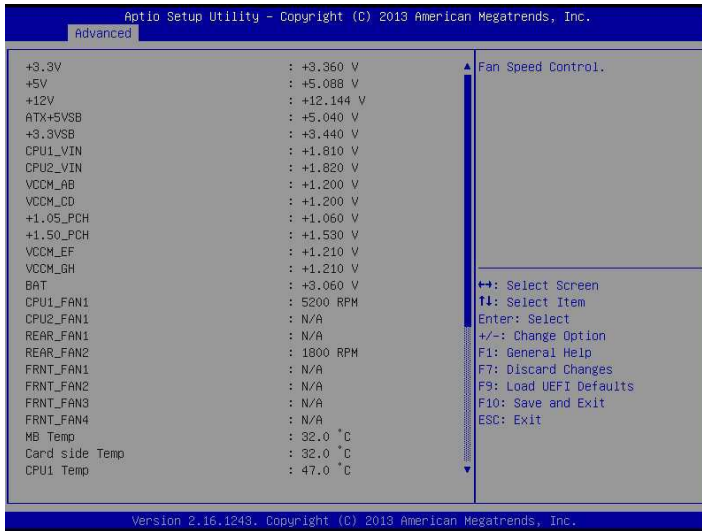 Aptio Setup Utility – Copyright (C) 2013 American Megatrends, Inc.
Advanced
+3.3V : +3.360 V
+5V : +5.088 V
+12V : +12.144 V
ATX+5VSB : +5.040 V
+3.3VSB : +3.440 V
CPU1_VIN : +1.810 V
CPU2_VIN : +1.820 V
VCCM_AB : +1.200 V
VCCM_CD : +1.200 V
+1.05_PCH : +1.060 V
+1.50_PCH : +1.530 V
VCCM_EF : +1.210 V
VCCM_GH : +1.210 V
BAT : +3.060 V
CPU1_FAN1 : 5200 RPM
CPU2_FAN1 : N/A
REAR_FAN1 : N/A
REAR_FAN2 : 1800 RPM
FRNT_FAN1 : N/A
FRNT_FAN2 : N/A
FRNT_FAN3 : N/A
FRNT_FAN4 : N/A
MB Temp : 32.0 °C
Card side Temp : 32.0 °C
CPU1 Temp : 47.0 °C
Fan Speed Control.
↔: Select Screen
↑↓: Select Item
Enter: Select
+/-: Change Option
F1: General Help
F7: Discard Changes
F9: Load UEFI Defaults
F10: Save and Exit
ESC: Exit
Version 2.16.1243. Copyright (C) 2013 American Megatrends, Inc.